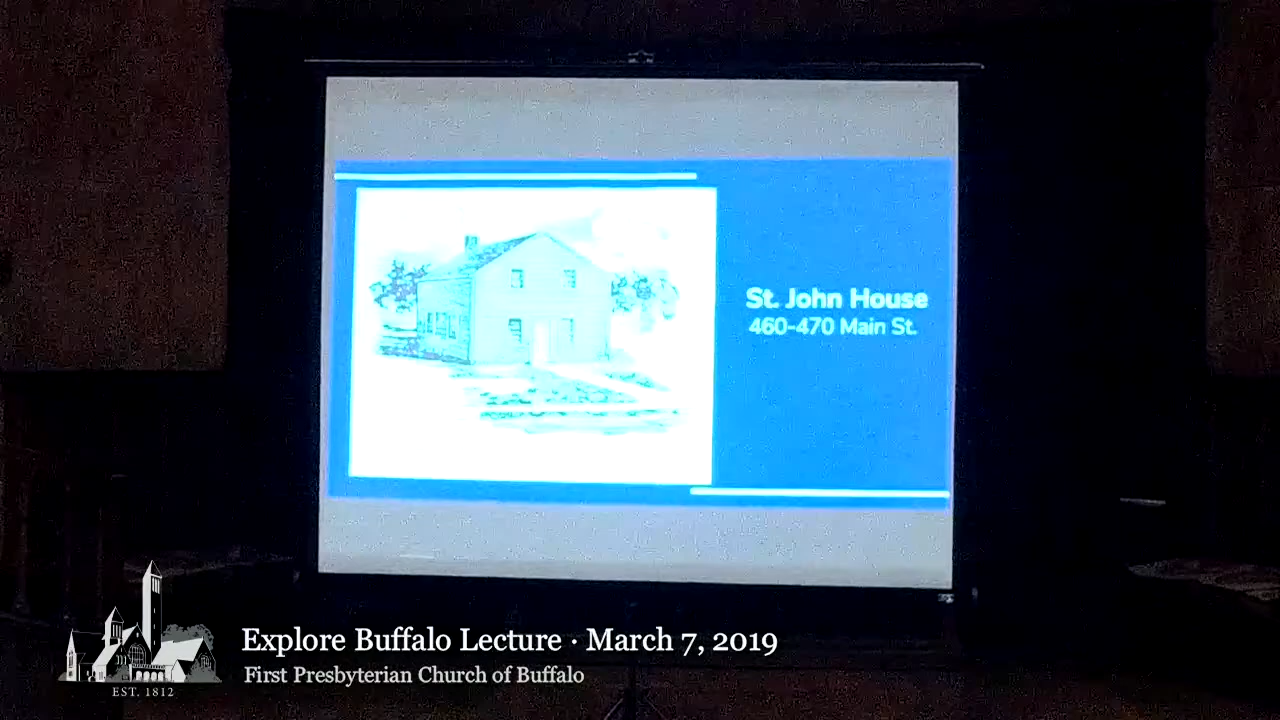 St. John House
460-470 Main St.
Explore Buffalo Lecture · March 7, 2019
First Presbyterian Church of Buffalo
EST. 1812